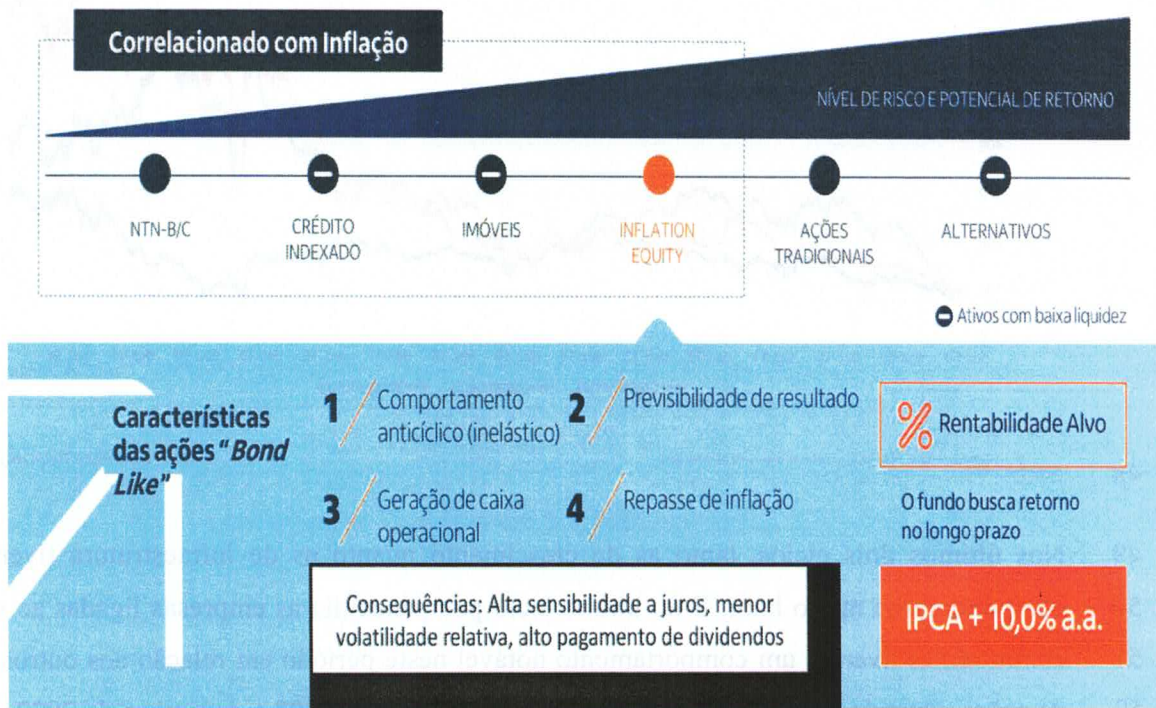 Correlacionado com Inflação
NÍVEL DE RISCO E POTENCIAL DE RETORNO
NTN-B/C
CRÉDITO
INDEXADO
IMÓVEIS
INFLATION
EQUITY
AÇÕES
TRADICIONAIS
ALTERNATIVOS
Ativos com baixa liquidez
Características
das ações "Bond
Like"
1 Comportamento
anticíclico (inelástico)
2 Previsibilidade de resultado
3 Geração de caixa
operacional
4 Repasse de inflação
Consequências: Alta sensibilidade a juros, menor
volatilidade relativa, alto pagamento de dividendos
% Rentabilidade Alvo
O fundo busca retorno
no longo prazo
IPCA + 10,0% a.a.